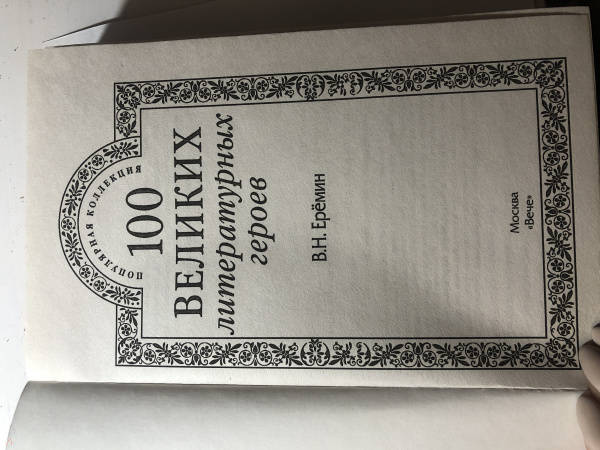 ПОПУЛЯРНАЯ КОЛЛЕКЦИЯ
100
ВЕЛИКИХ
литературных
героев
В.Н. Ерёмин
Москва
«Вече»